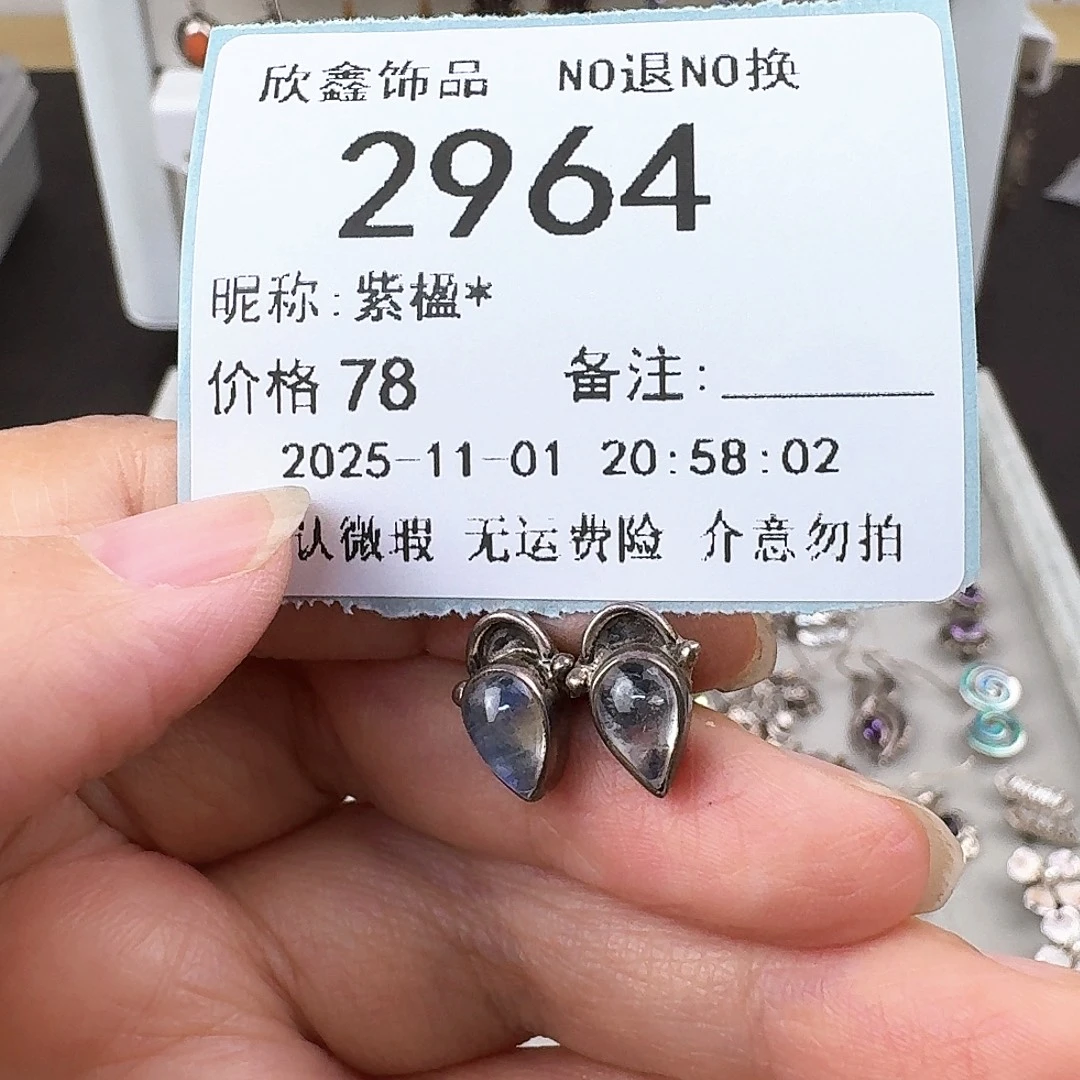 欣鑫饰品 NO退NO换
2964
昵称:紫楹*
价格 78 备注:
2025-11-01 20:58:02
认微瑕 无运费险 介意勿拍